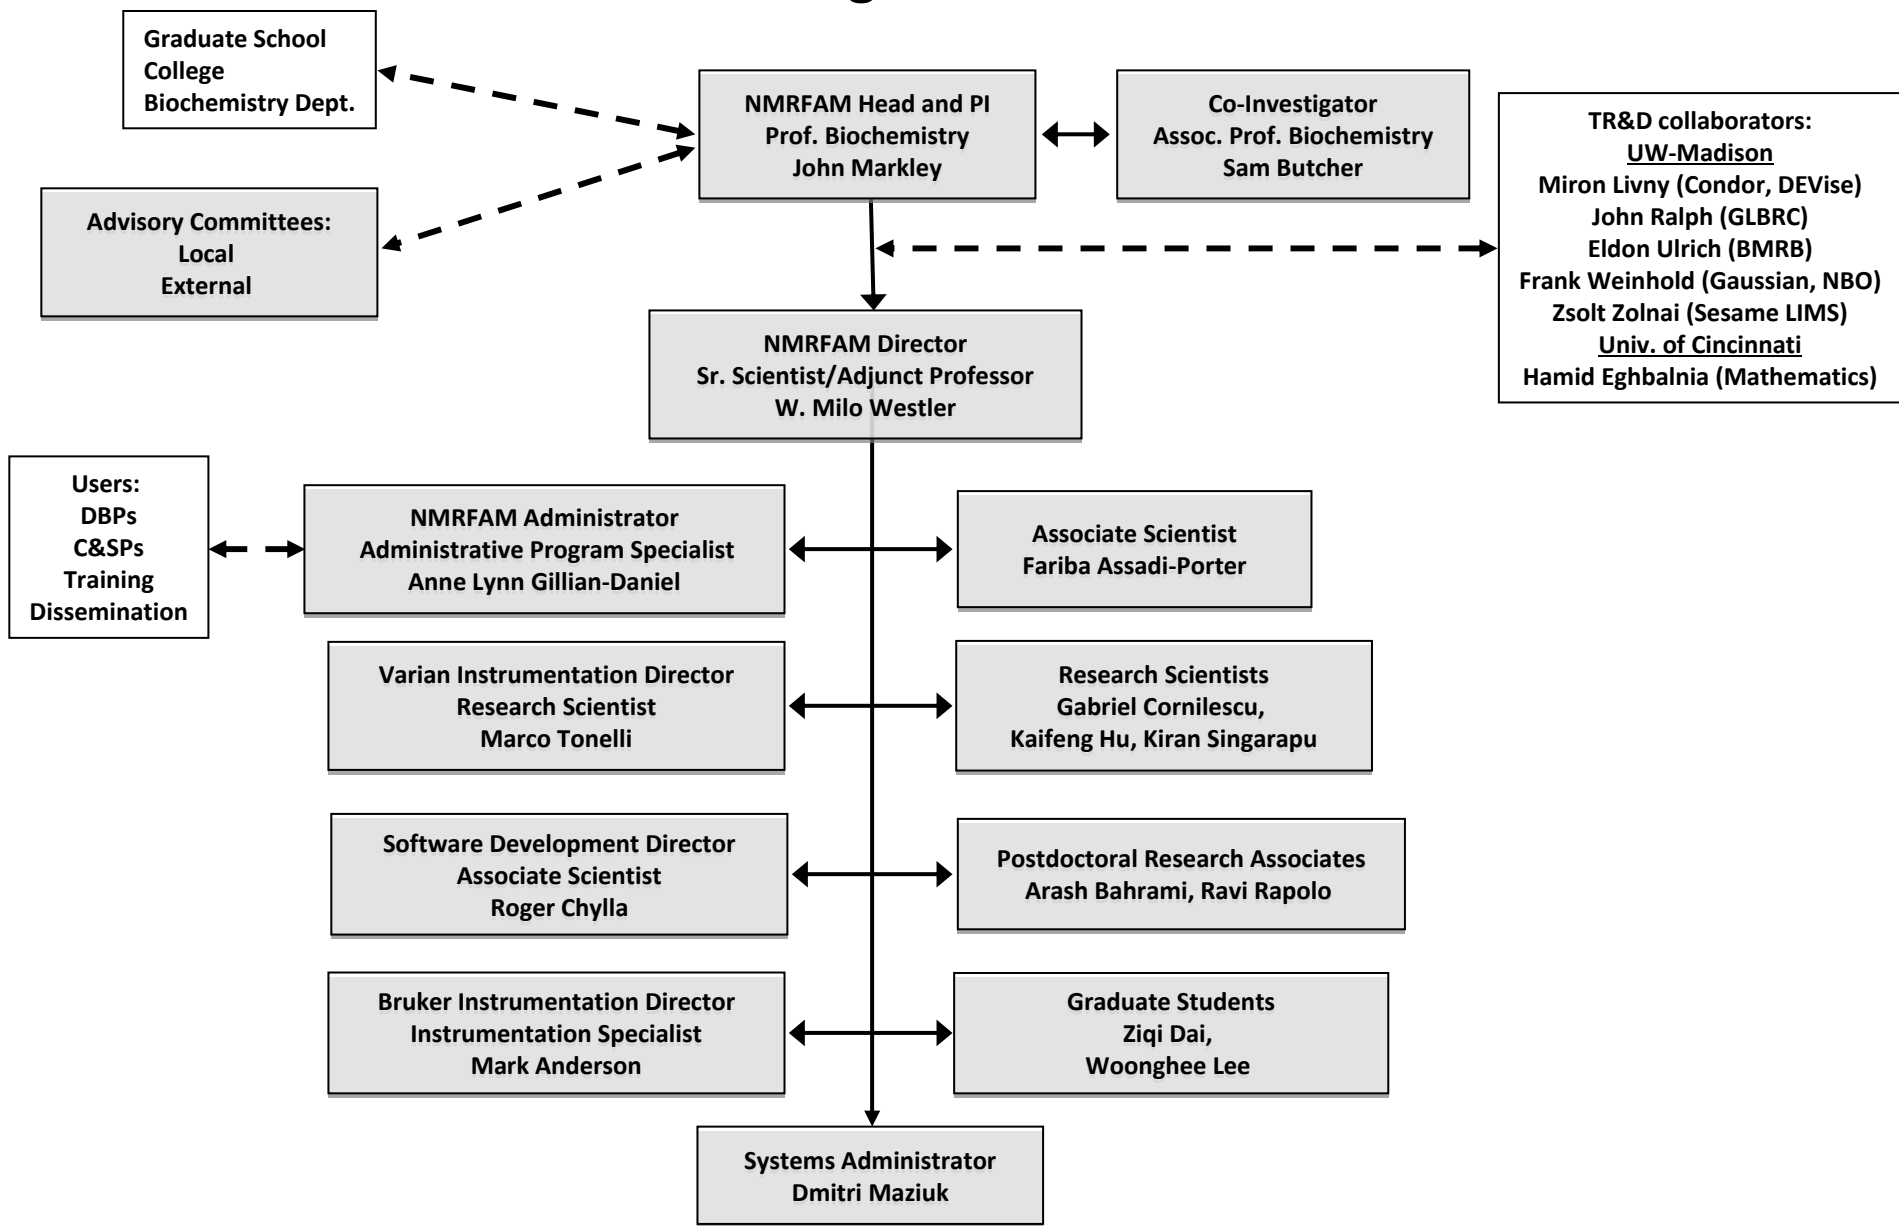 Graduate School
College
Biochemistry Dept.
NMRFAM Head and PI
Prof. Biochemistry
John Markley
Co-Investigator
Assoc. Prof. Biochemistry
Sam Butcher
TR&D collaborators:
UW-Madison
Miron Livny (Condor, DEVise)
John Ralph (GLBRC)
Eldon Ulrich (BMRB)
Frank Weinhold (Gaussian, NBO)
Zsolt Zolnai (Sesame LIMS)
Univ. of Cincinnati
Hamid Eghbalnia (Mathematics)
Advisory Committees:
Local
External
NMRFAM Director
Sr. Scientist/Adjunct Professor
W. Milo Westler
Users:
DBPs
C&SPs
Training
Dissemination
NMRFAM Administrator
Administrative Program Specialist
Anne Lynn Gillian-Daniel
Associate Scientist
Fariba Assadi-Porter
Varian Instrumentation Director
Research Scientist
Marco Tonelli
Research Scientists
Gabriel Cornilescu,
Kaifeng Hu, Kiran Singarapu
Software Development Director
Associate Scientist
Roger Chylla
Postdoctoral Research Associates
Arash Bahrami, Ravi Rapolo
Bruker Instrumentation Director
Instrumentation Specialist
Mark Anderson
Graduate Students
Ziqi Dai,
Woonghee Lee
Systems Administrator
Dmitri Maziuk